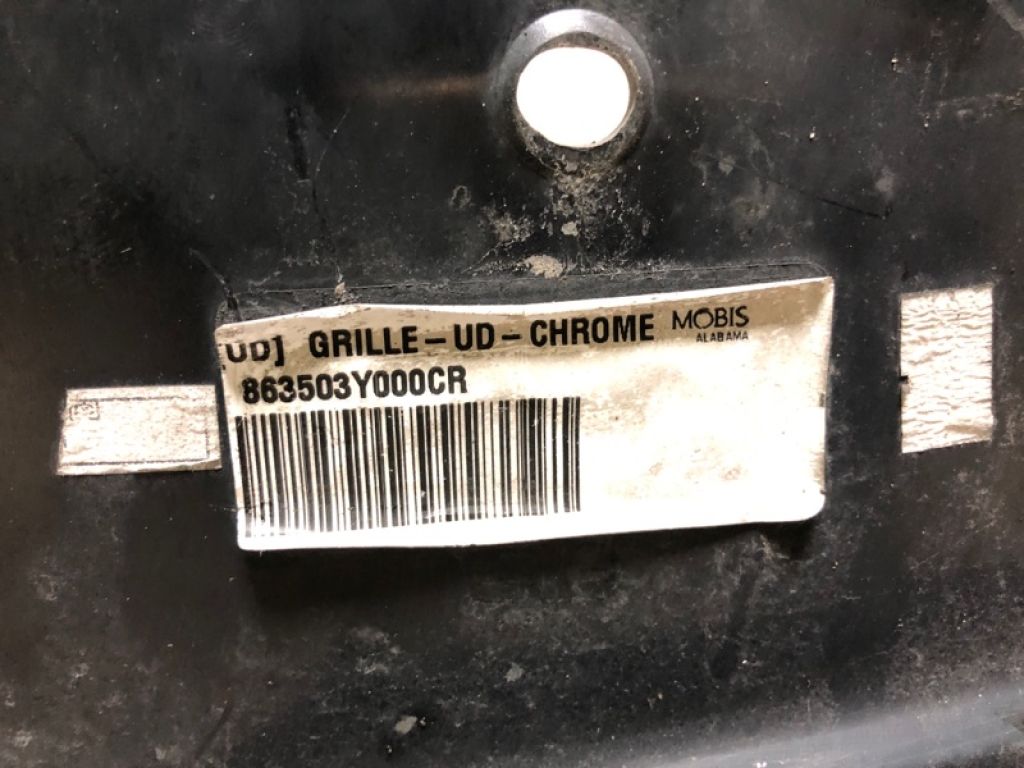 [UD] GRILLE-UD-CHROME MOBIS
ALABAMA
863503Y000CR